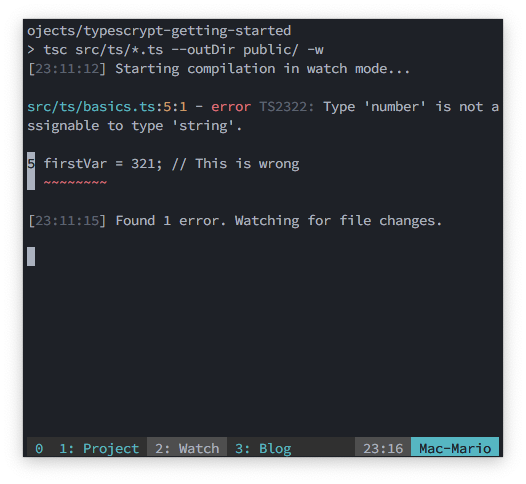 ojects/typescrypt-getting-started
> tsc src/ts/*.ts --outDir public/ -w
[23:11:12] Starting compilation in watch mode...
src/ts/basics.ts:5:1 - error TS2322: Type 'number' is not a
ssignable to type 'string'.
5 firstVar = 321; // This is wrong
~~~~~~~~
[23:11:15] Found 1 error. Watching for file changes.
0 1: Project 2: Watch 3: Blog 23:16 Mac-Mario